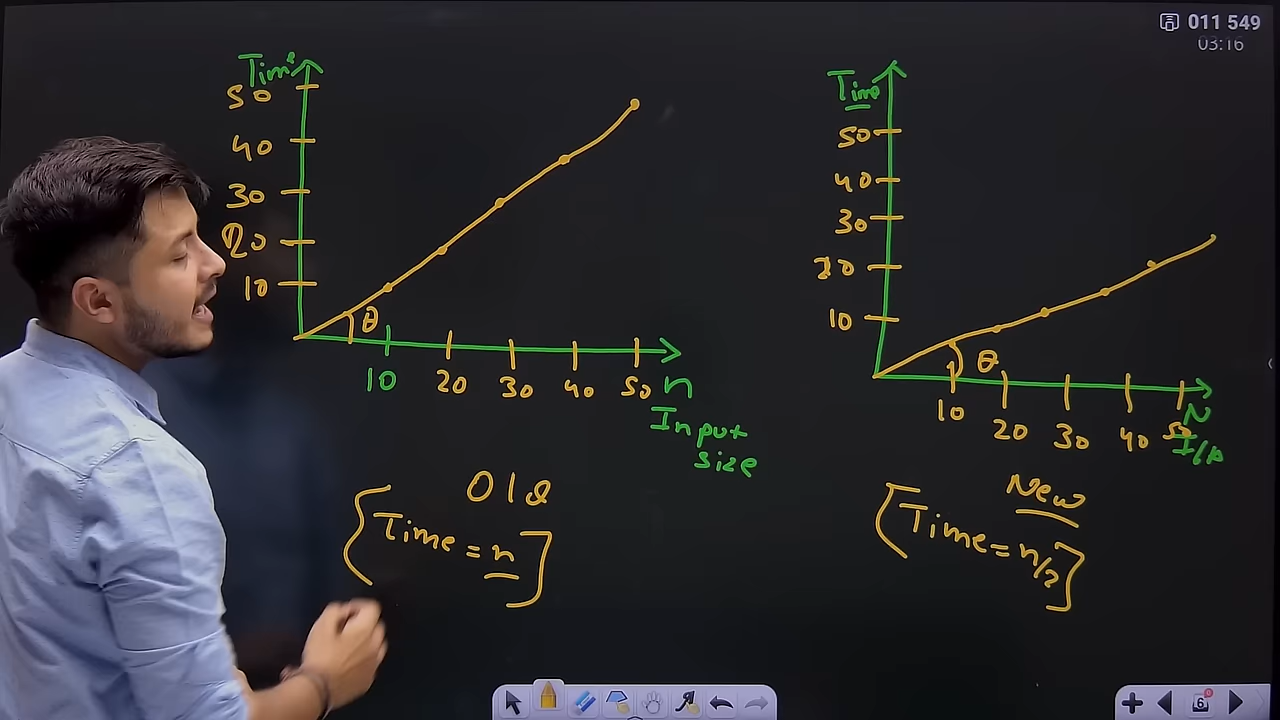 011 549
03:16
Time
50
40
30
20
10
θ
10 20 30 40 50 n
Input
size
Old
Time = n
Time
50
40
30
20
10
θ
10 20 30 40 50 N
I/P
New
Time = n/2
6